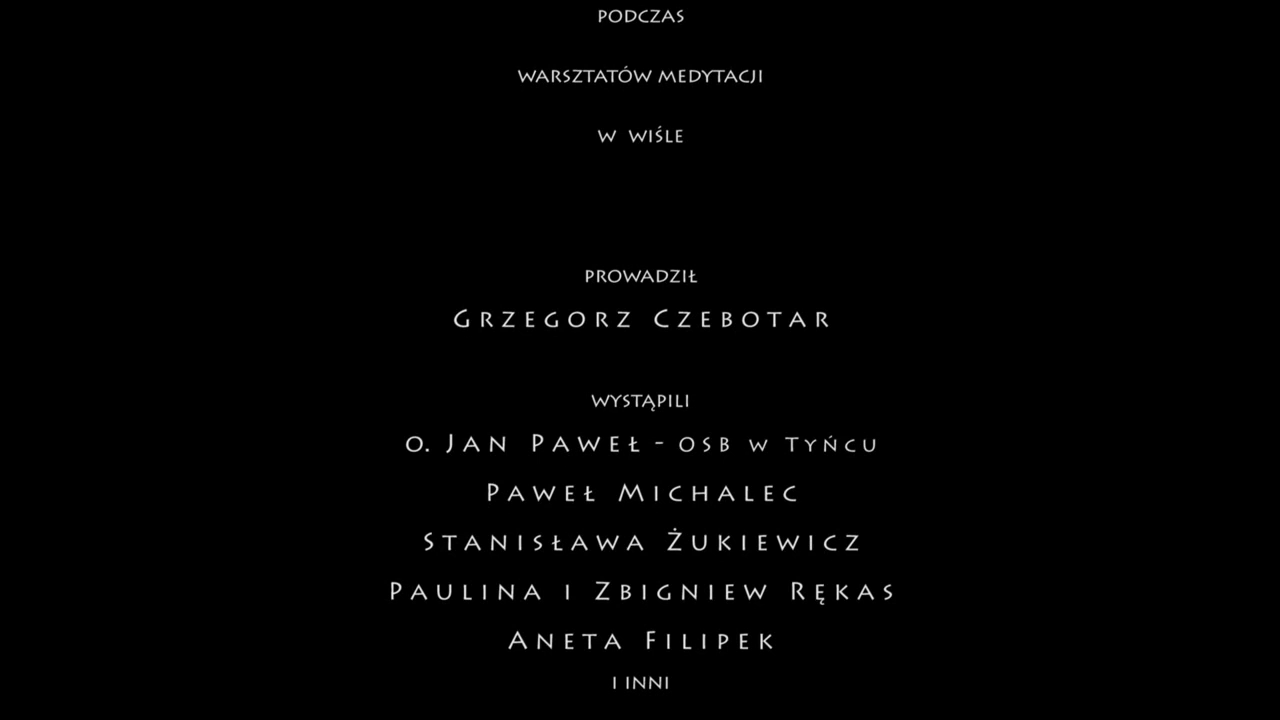 PODCAS
WARSZTATÓW MEDYTACJI
W WIŚLE
PROWADZIŁ
GRZEGORZ CZEBOTAR
WYSTĄPILI
O. JAN PAWEŁ - OSB W TYŃCU
PAWEŁ MICHALEC
STANISŁAWA ŻUKIEWICZ
PAULINA I ZBIGNIEW RĘKAS
ANETA FILIPEK
I INNI